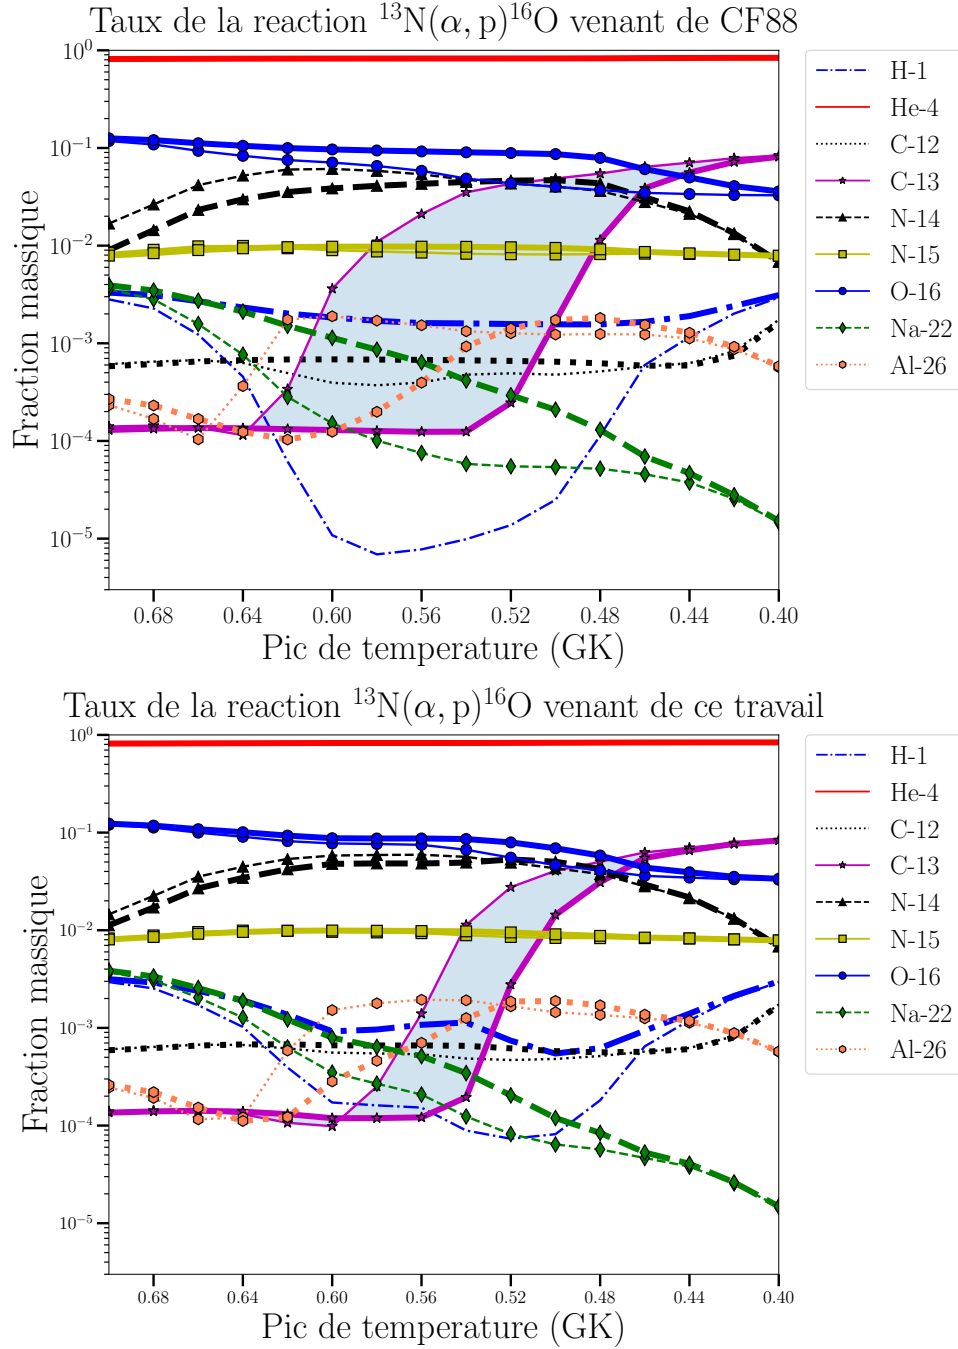 Taux de la reaction ¹³N(α, p)¹⁶O venant de CF88
Fraction massique
10⁰
10⁻¹
10⁻²
10⁻³
10⁻⁴
10⁻⁵
0.68 0.64 0.60 0.56 0.52 0.48 0.44 0.40
Pic de temperature (GK)
H-1
He-4
C-12
C-13
N-14
N-15
O-16
Na-22
Al-26
Taux de la reaction ¹³N(α, p)¹⁶O venant de ce travail
Fraction massique
10⁰
10⁻¹
10⁻²
10⁻³
10⁻⁴
10⁻⁵
0.68 0.64 0.60 0.56 0.52 0.48 0.44 0.40
Pic de temperature (GK)
H-1
He-4
C-12
C-13
N-14
N-15
O-16
Na-22
Al-26